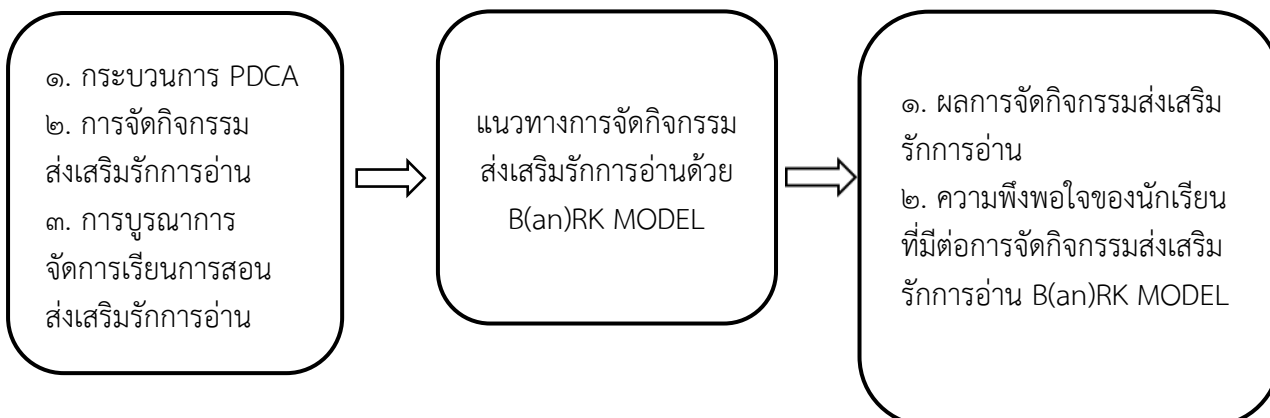 ๑. กระบวนการ PDCA
๒. การจัดกิจกรรม
ส่งเสริมรักการอ่าน
๓. การบูรณาการ
จัดการเรียนการสอน
ส่งเสริมรักการอ่าน
แนวทางการจัดกิจกรรม
ส่งเสริมรักการอ่านด้วย
B(an)RK MODEL
๑. ผลการจัดกิจกรรมส่งเสริม
รักการอ่าน
๒. ความพึงพอใจของนักเรียน
ที่มีต่อการจัดกิจกรรมส่งเสริม
รักการอ่าน B(an)RK MODEL